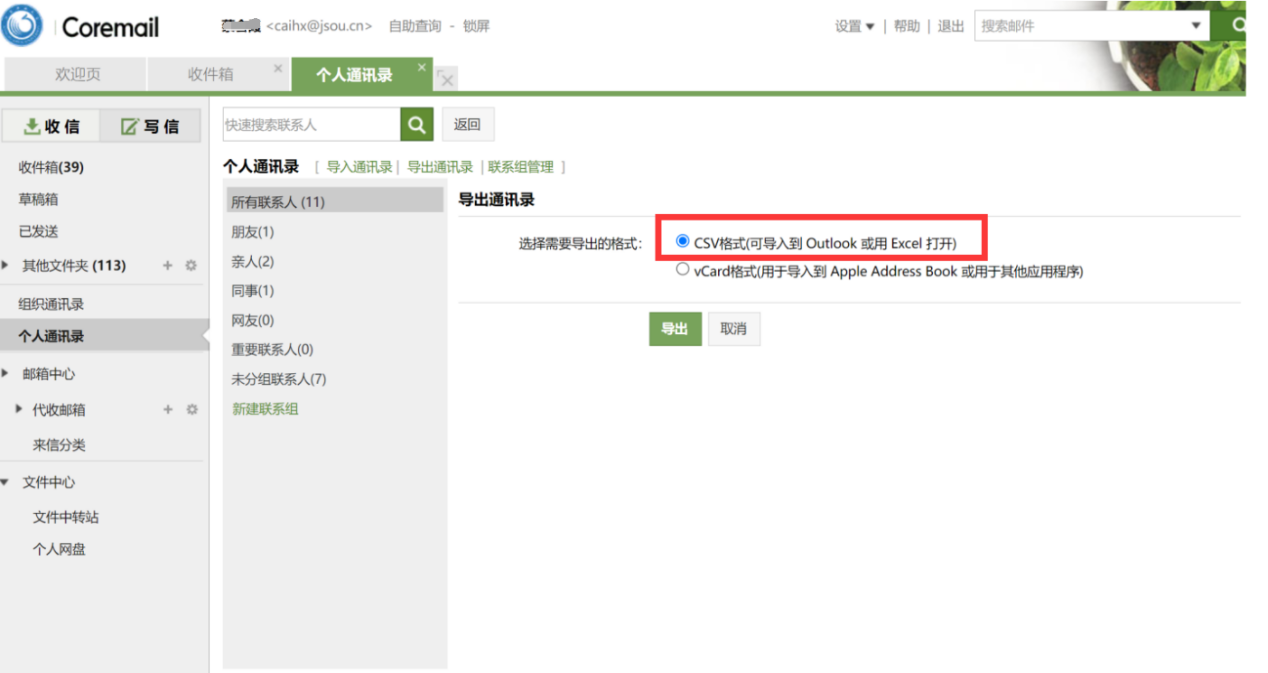 Coremail
<caihx@jsou.cn> 自助查询 - 锁屏
设置 | 帮助 | 退出
搜索邮件
欢迎页
收件箱
个人通讯录
收信
写信
快速搜索联系人
返回
收件箱(39)
草稿箱
已发送
其他文件夹 (113)
组织通讯录
个人通讯录
邮箱中心
代收邮箱
来信分类
文件中心
文件中转站
个人网盘
个人通讯录 [ 导入通讯录 | 导出通讯录 | 联系组管理 ]
所有联系人 (11)
朋友(1)
亲人(2)
同事(1)
网友(0)
重要联系人(0)
未分组联系人(7)
新建联系组
导出通讯录
选择需要导出的格式:
CSV格式(可导入到 Outlook 或用 Excel 打开)
vCard格式(用于导入到 Apple Address Book 或用于其他应用程序)
导出
取消